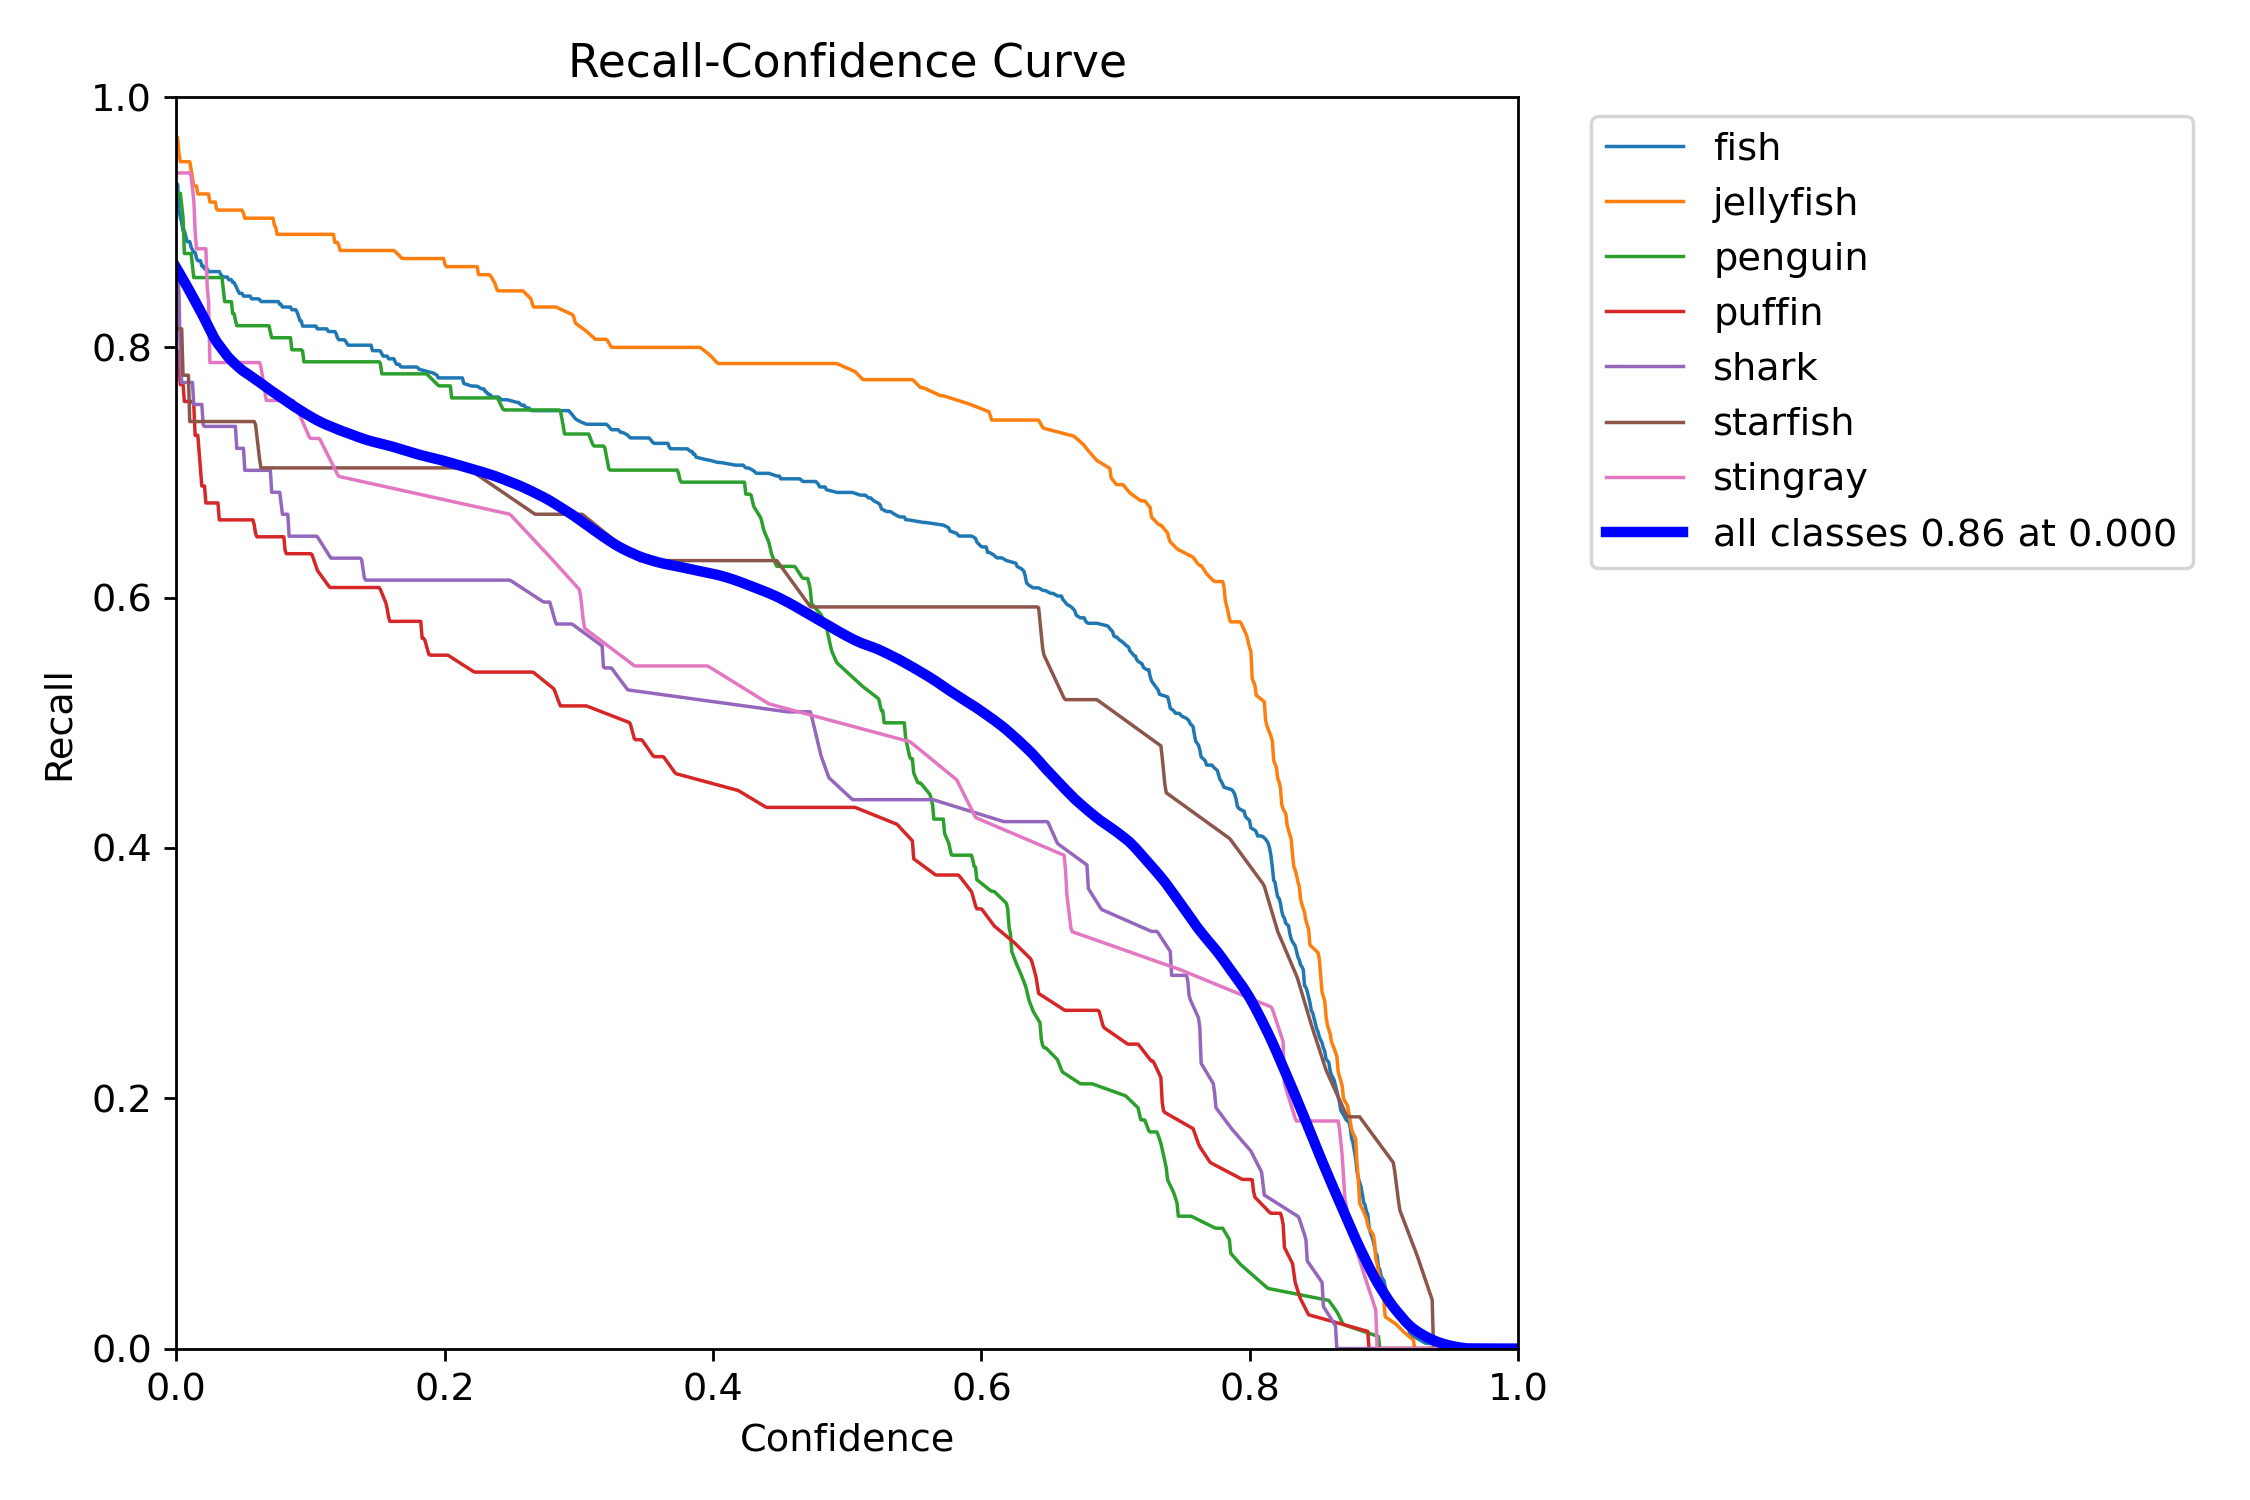 Recall-Confidence Curve
1.0
0.8
0.6
0.4
0.2
0.0
Recall
0.0 0.2 0.4 0.6 0.8 1.0
Confidence
fish
jellyfish
penguin
puffin
shark
starfish
stingray
all classes 0.86 at 0.000